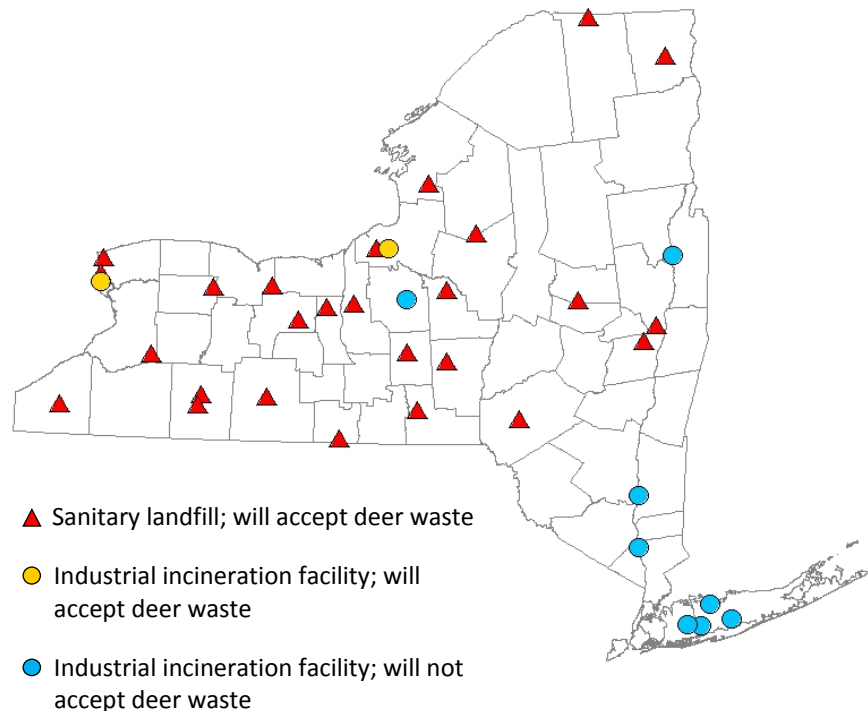 Sanitary landfill; will accept deer waste
Industrial incineration facility; will
accept deer waste
Industrial incineration facility; will not
accept deer waste